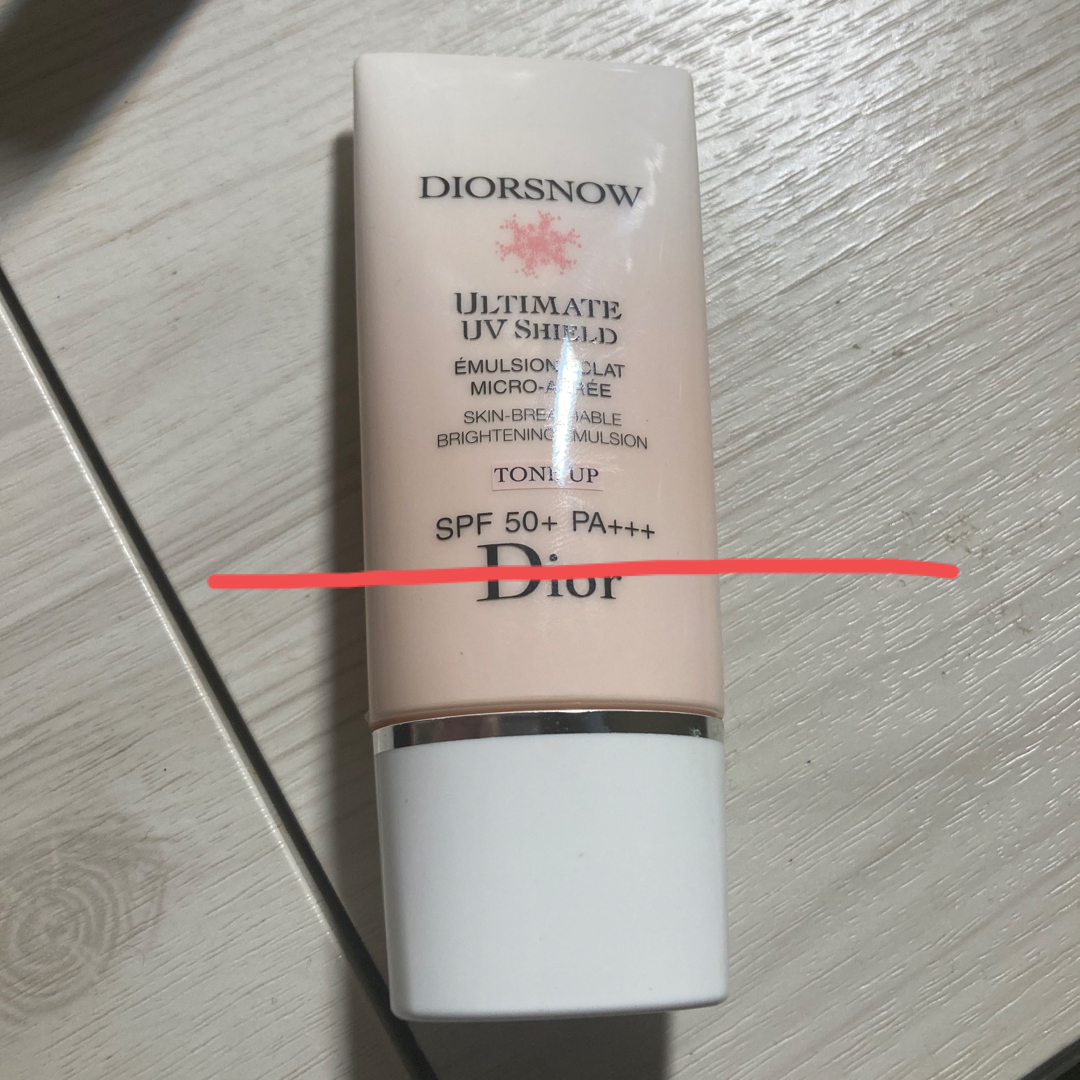 DIORSNOW
ULTIMATE
UV SHIELD
ÉMULSION ÉCLAT
MICRO-AÉRÉE
SKIN-BREATHABLE
BRIGHTENING EMULSION
TONE UP
SPF 50+ PA+++
Dior